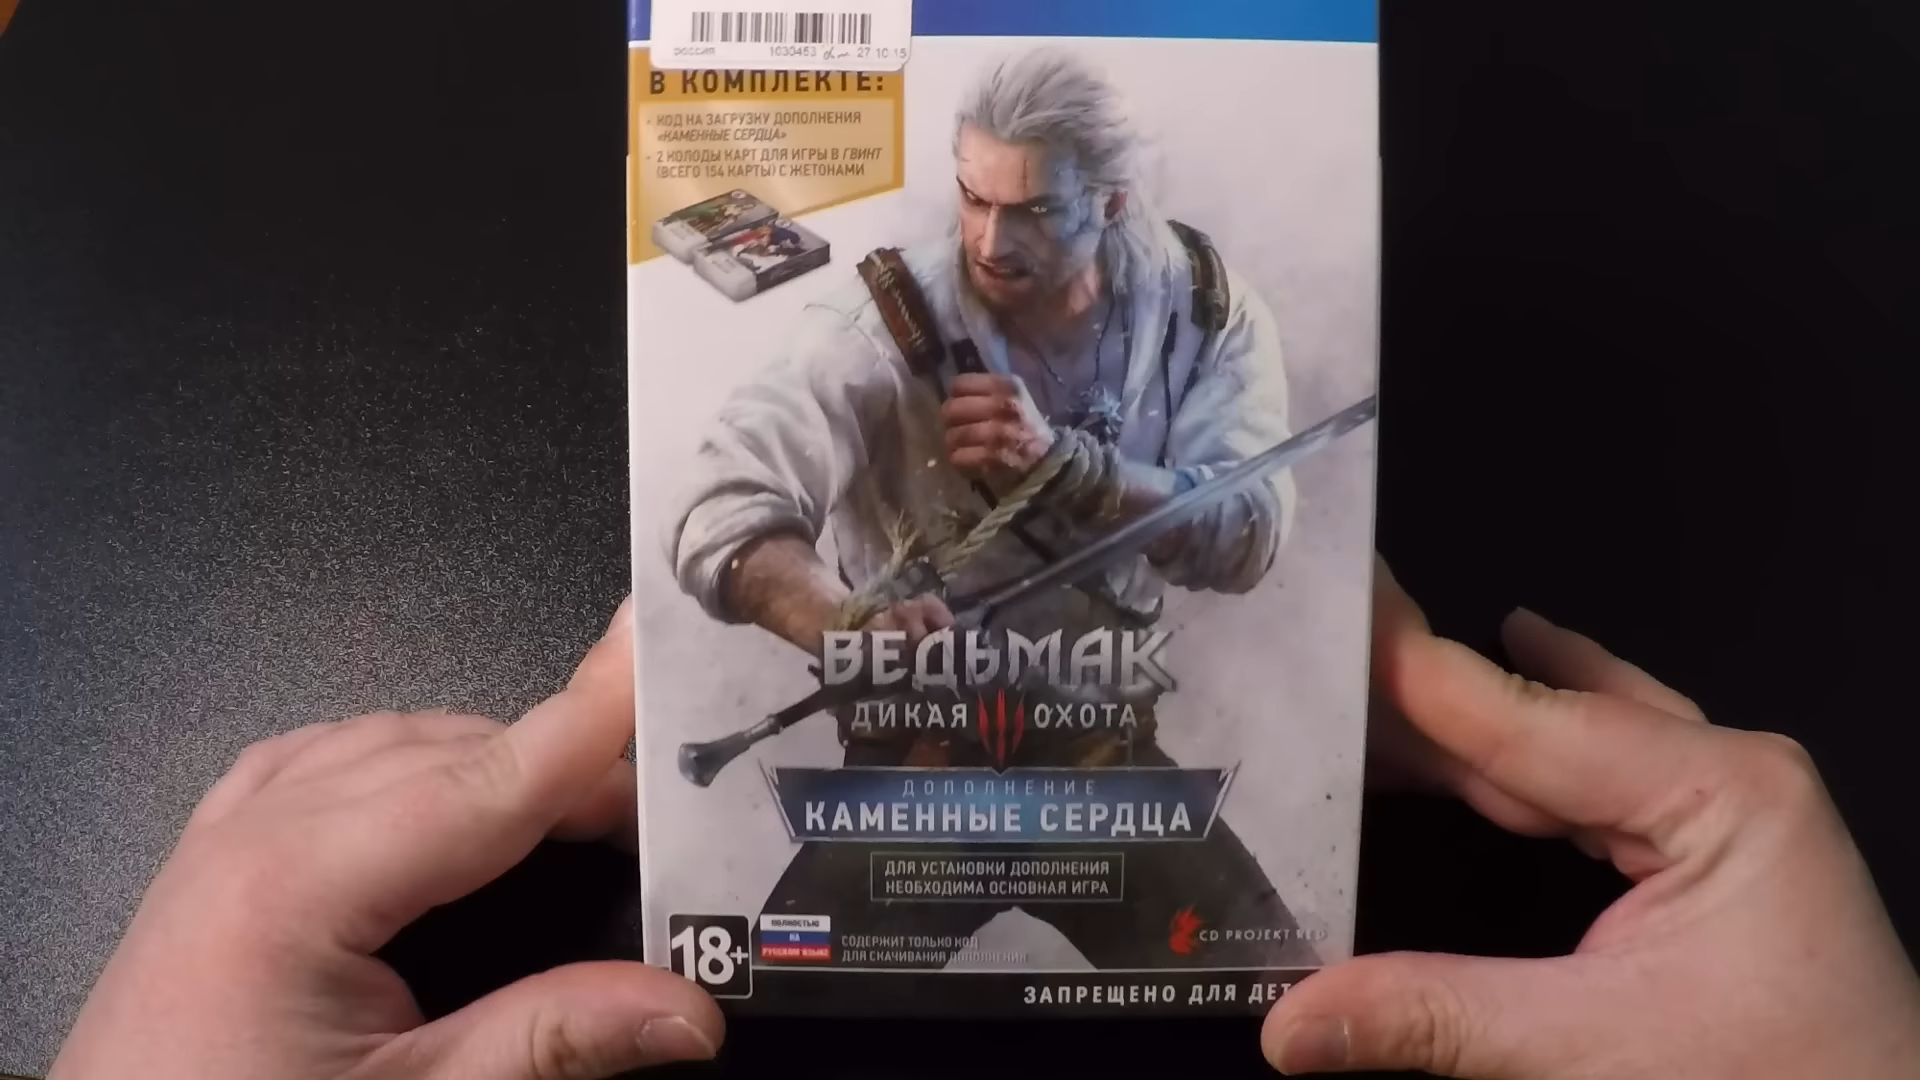 россия 1030453 27 10 15
В КОМПЛЕКТЕ:
- КОД НА ЗАГРУЗКУ ДОПОЛНЕНИЯ
«КАМЕННЫЕ СЕРДЦА»
- 2 КОЛОДЫ КАРТ ДЛЯ ИГРЫ В ГВИНТ
(ВСЕГО 154 КАРТЫ) С ЖЕТОНАМИ
ВЕДЬМАК
ДИКАЯ III ОХОТА
ДОПОЛНЕНИЕ
КАМЕННЫЕ СЕРДЦА
ДЛЯ УСТАНОВКИ ДОПОЛНЕНИЯ
НЕОБХОДИМА ОСНОВНАЯ ИГРА
18+
ПОЛНОСТЬЮ
НА
РУССКОМ ЯЗЫКЕ
СОДЕРЖИТ ТОЛЬКО КОД
ДЛЯ СКАЧИВАНИЯ ДОПОЛНЕНИЯ
CD PROJEKT RED
ЗАПРЕЩЕНО ДЛЯ ДЕТ